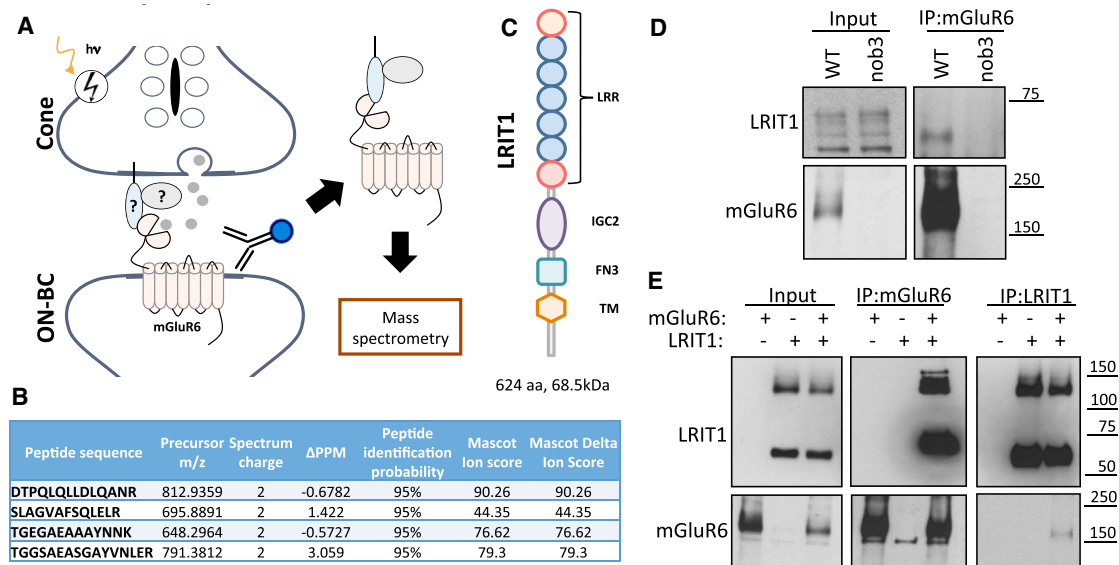 A
hν
Cone
?
?
ON-BC
mGluR6
Mass
spectrometry
C
LRIT1
LRR
IGC2
FN3
TM
624 aa, 68.5kDa
B
Peptide sequence Precursor m/z Spectrum charge ΔPPM Peptide identification probability Mascot Ion score Mascot Delta Ion Score
DTPQLQLLDLQANR 812.9359 2 -0.6782 95% 90.26 90.26
SLAGVAFSQLELR 695.8891 2 1.422 95% 44.35 44.35
TGEGAEAAAYNNK 648.2964 2 -0.5727 95% 76.62 76.62
TGGSAEASGAYVNLER 791.3812 2 3.059 95% 79.3 79.3
D
Input IP:mGluR6
WT nob3 WT nob3
75
LRIT1
250
mGluR6
150
E
Input IP:mGluR6 IP:LRIT1
mGluR6: + - + + - + + - +
LRIT1: - + + - + + - + +
150
100
LRIT1
75
50
250
mGluR6
150